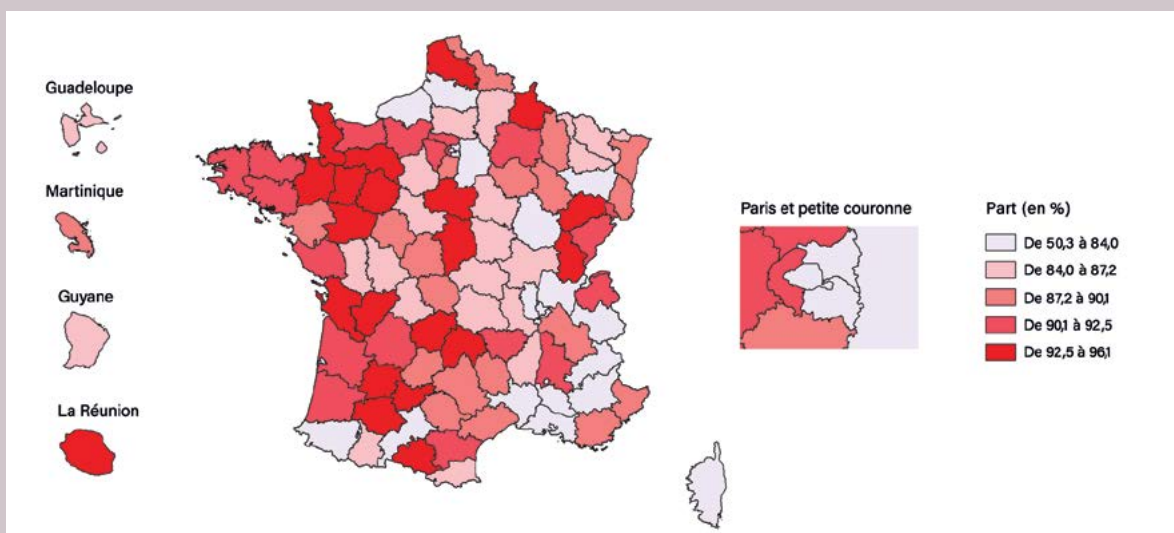 Guadeloupe
Martinique
Guyane
La Réunion
Paris et petite couronne
Part (en %)
De 50,3 à 84,0
De 84,0 à 87,2
De 87,2 à 90,1
De 90,1 à 92,5
De 92,5 à 96,1